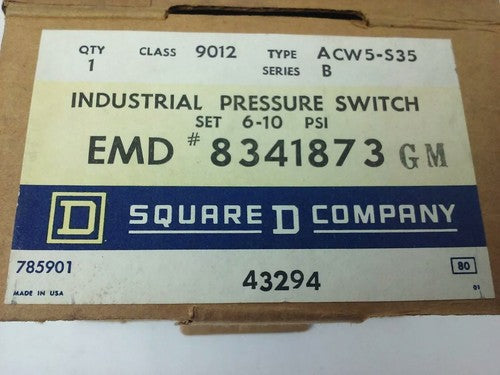 QTY CLASS 9012 TYPE ACW5-S35
1 SERIES B
INDUSTRIAL PRESSURE SWITCH
SET 6-10 PSI
EMD # 8341873 GM
D SQUARE D COMPANY
785901 80
43294
MADE IN USA 01